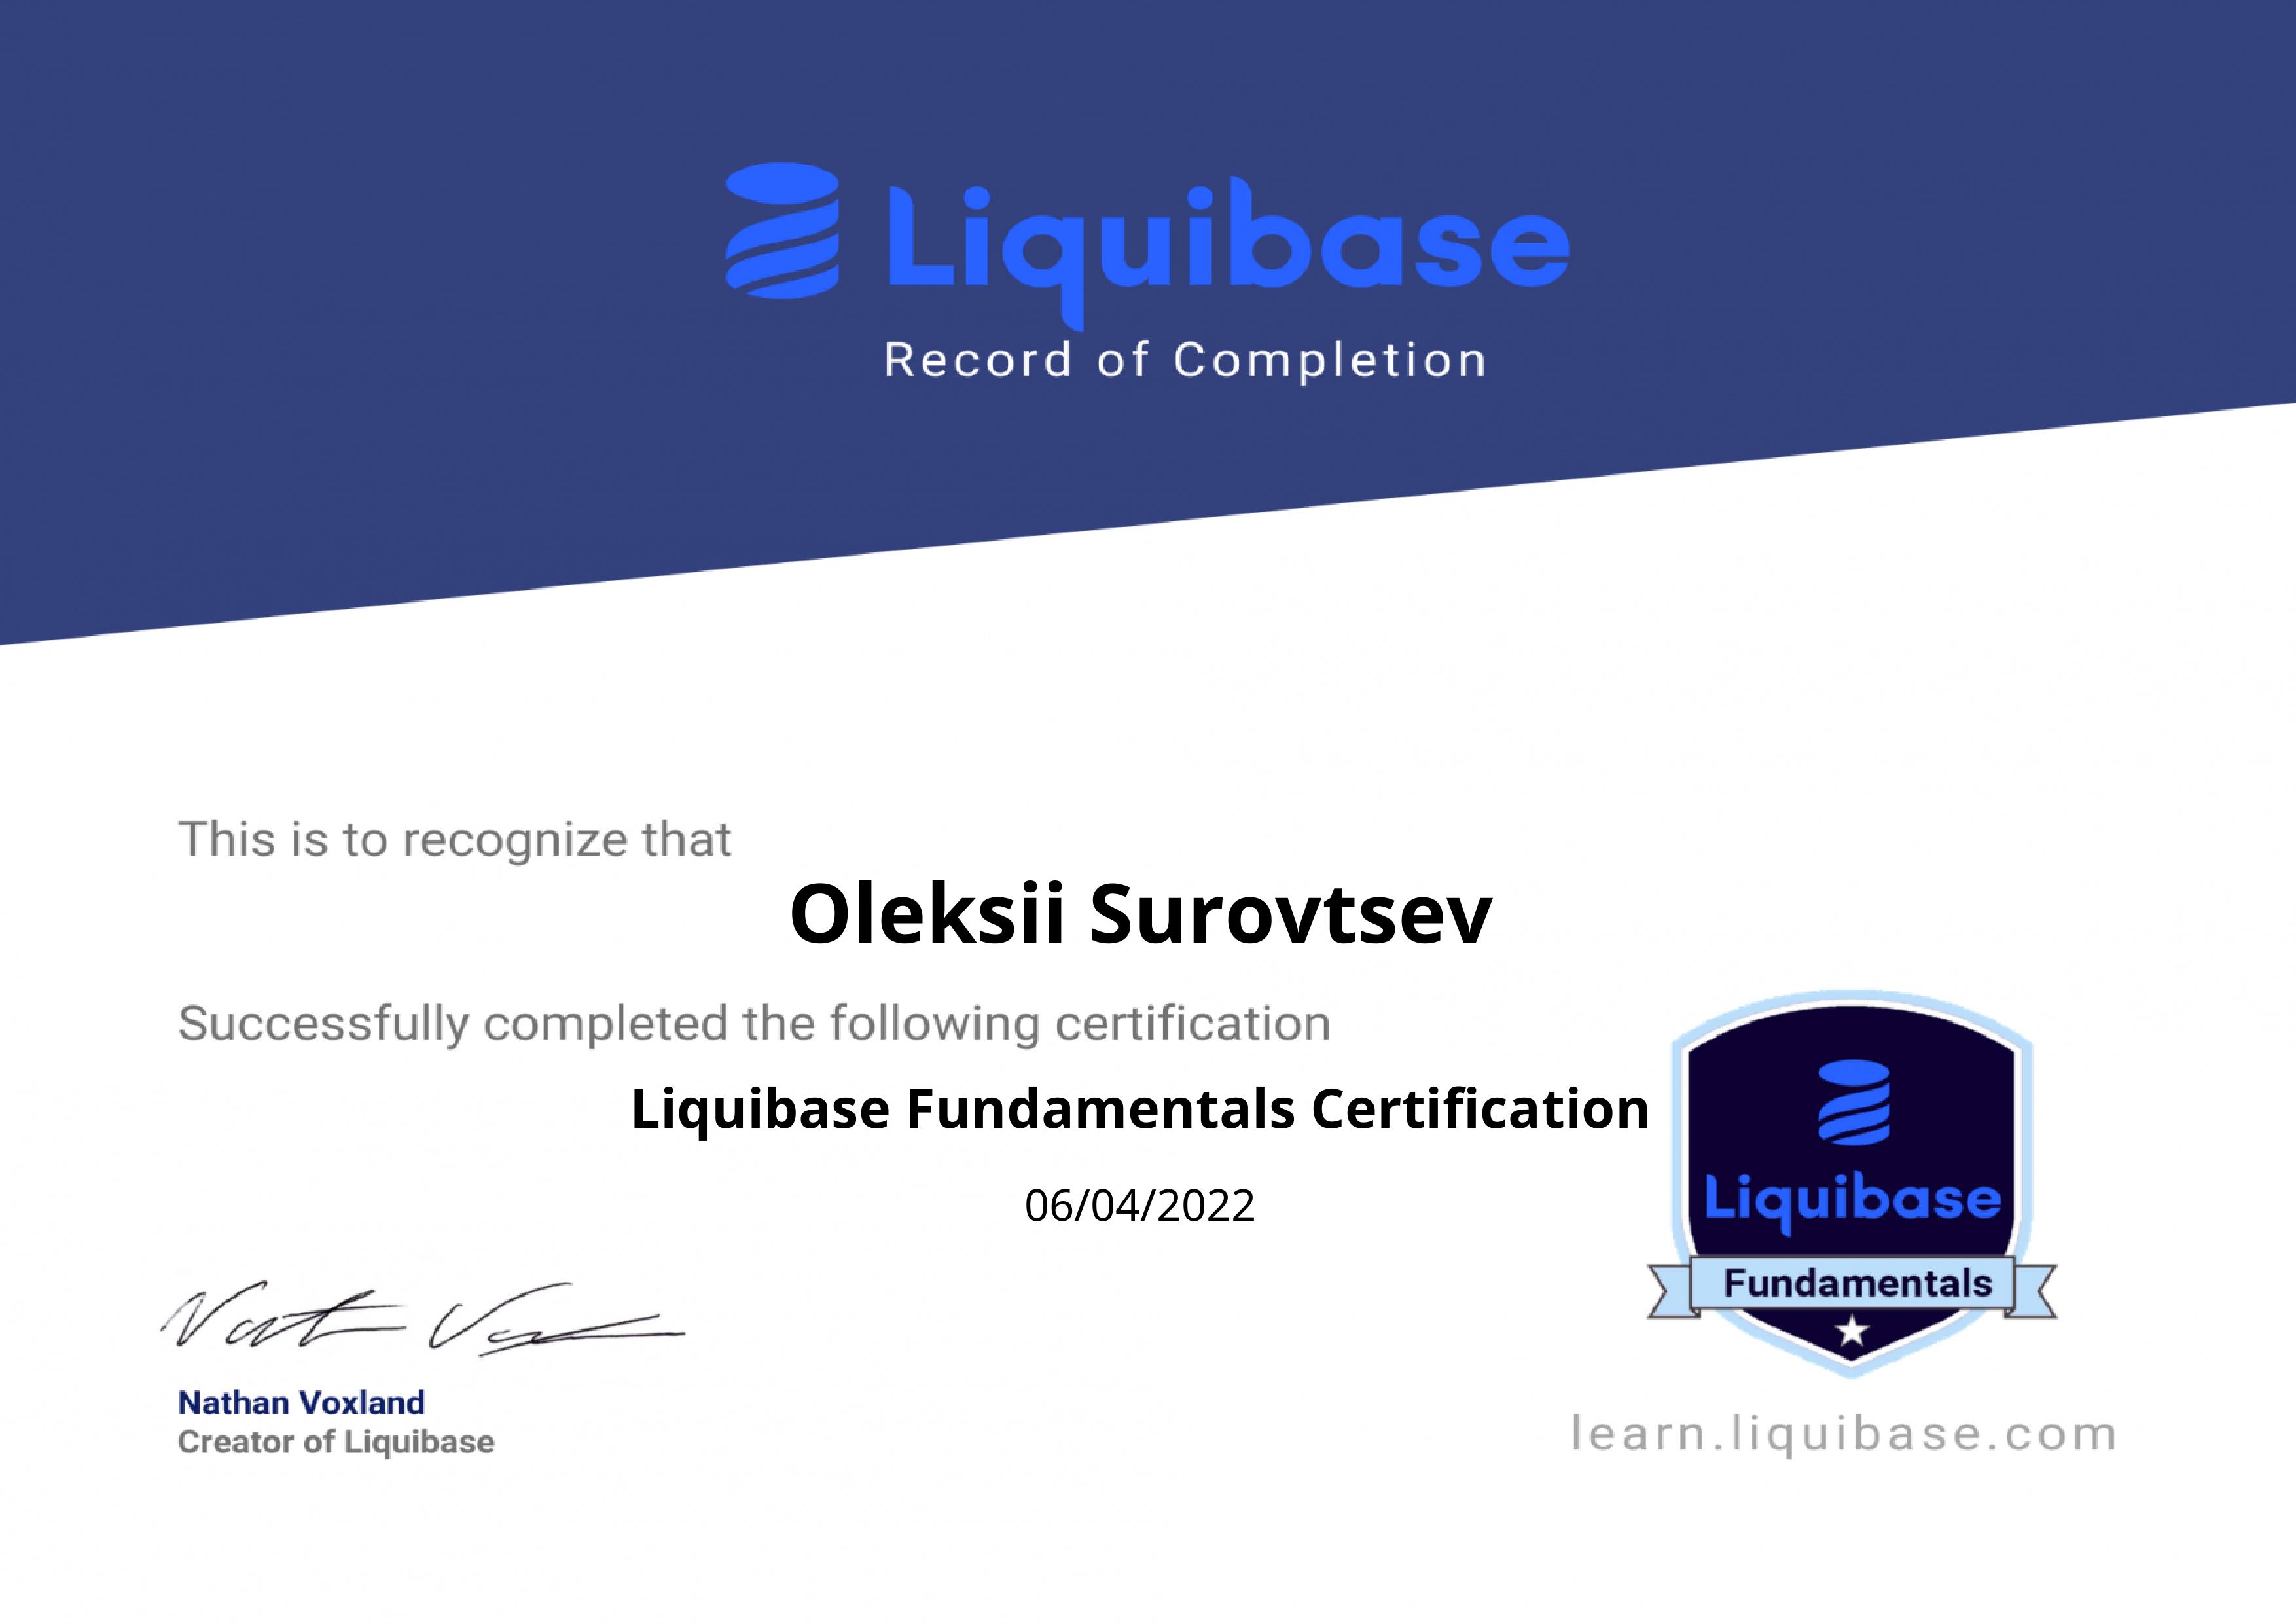 Liquibase
Record of Completion
This is to recognize that
Oleksii Surovtsev
Successfully completed the following certification
Liquibase Fundamentals Certification
06/04/2022
Liquibase
Fundamentals
Nathan Voxland
Creator of Liquibase
learn.liquibase.com